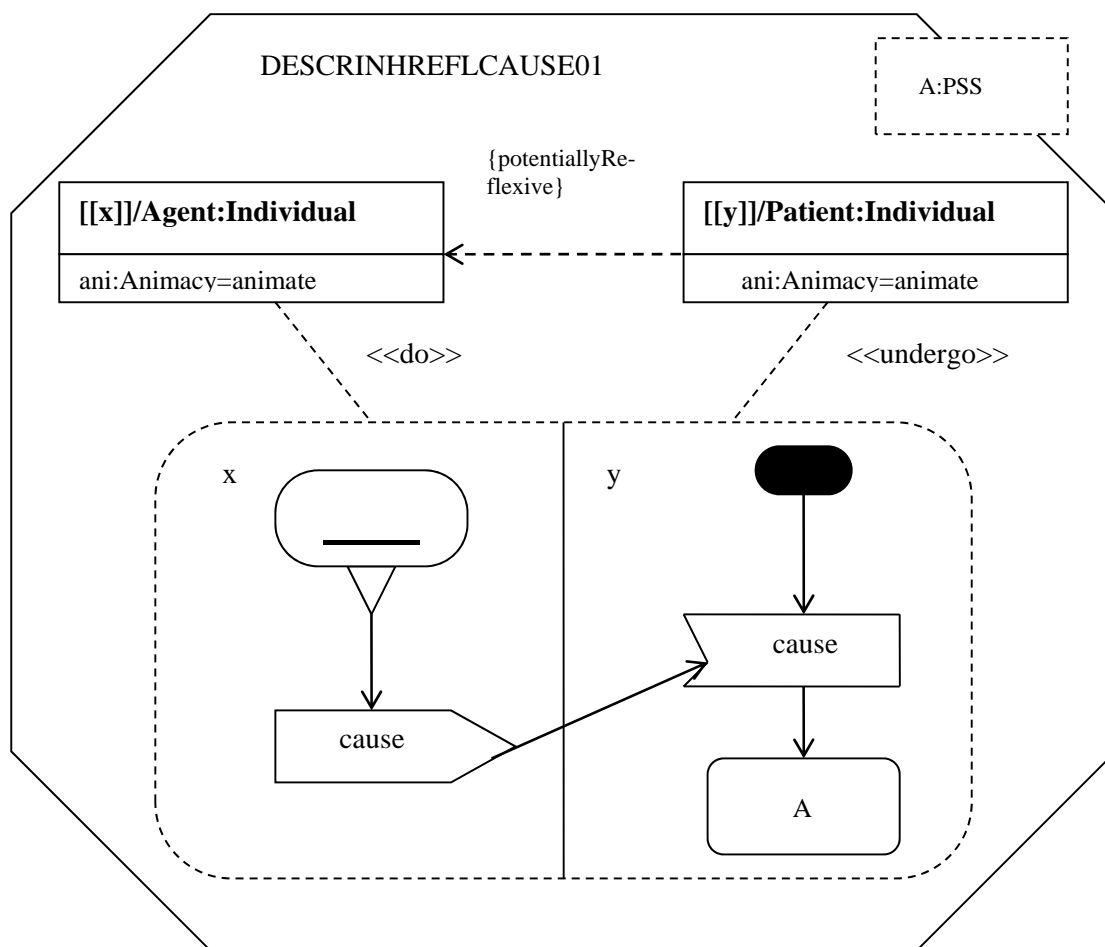 DESCRINHREFLCAUSE01
A:PSS
{potentiallyRe-
flexive}
[[x]]/Agent:Individual
[[y]]/Patient:Individual
ani:Animacy=animate
ani:Animacy=animate
<<do>>
<<undergo>>
x
y
cause
cause
A